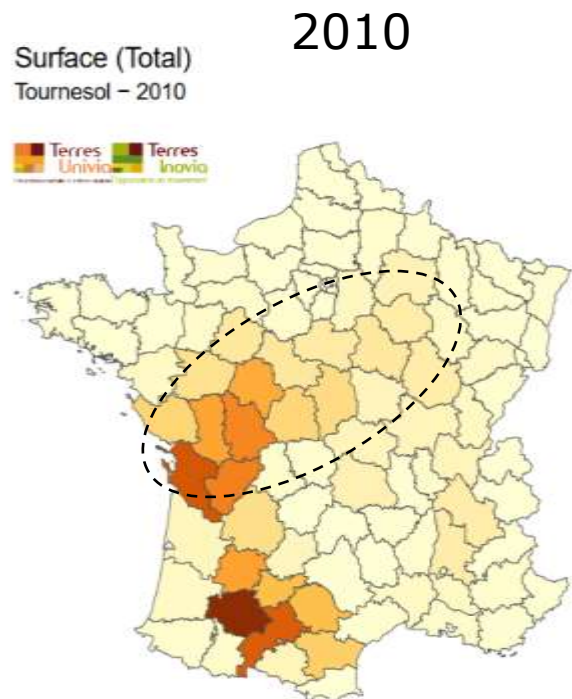 2010
Surface (Total)
Tournesol − 2010
Terres
Univia
Terres
Inovia